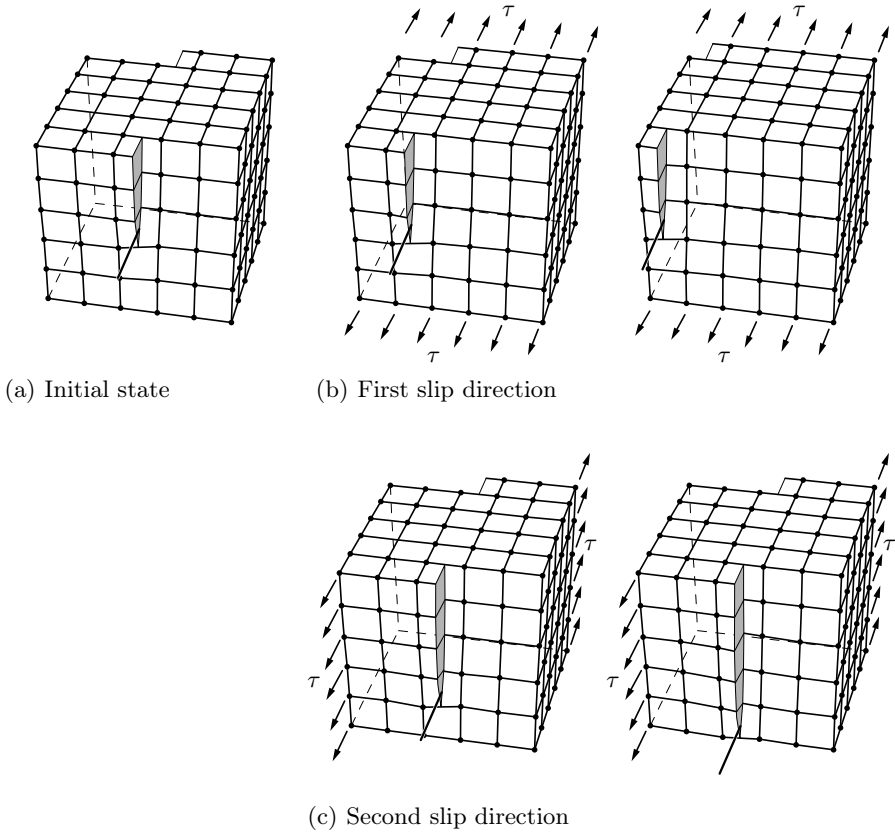 τ τ
τ τ
(a) Initial state (b) First slip direction
τ τ
τ τ
(c) Second slip direction